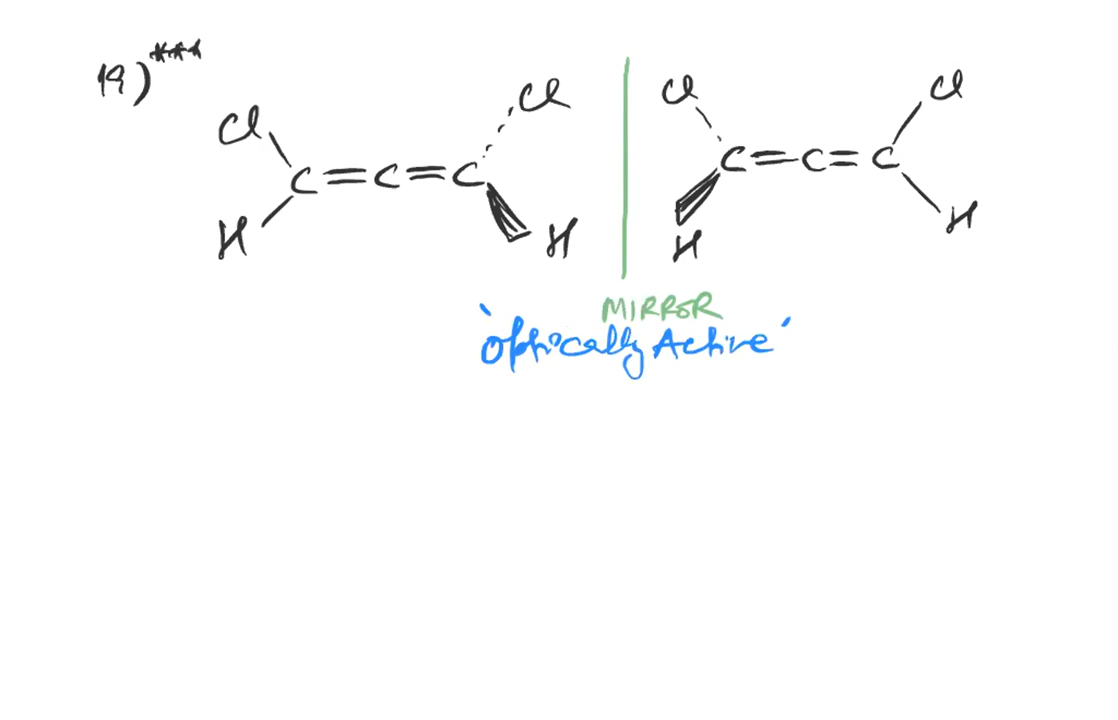 19)***
Cl Cl Cl Cl
C=C=C C=C=C
H H H H
MIRROR
'Optically Active'